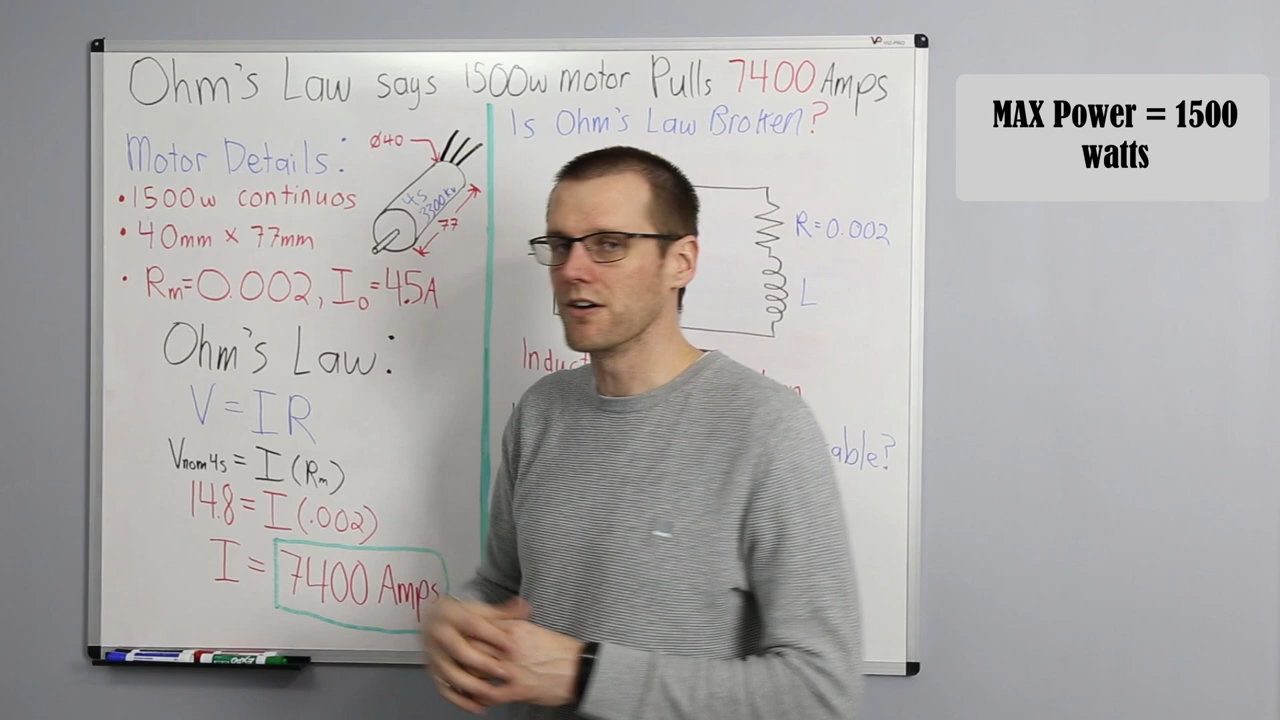 Ohm's Law says 1500w motor Pulls 7400 Amps
Motor Details:
• 1500w continuos
• 40mm x 77mm
• Rm=0.002, Io=4.5A
Ø40
4s
3300Kv
77
Ohm's Law:
V=IR
Vnom4s = I(Rm)
14.8=I(.002)
I = 7400 Amps
Is Ohm's Law Broken?
R=0.002
L
able?
MAX Power = 1500
watts